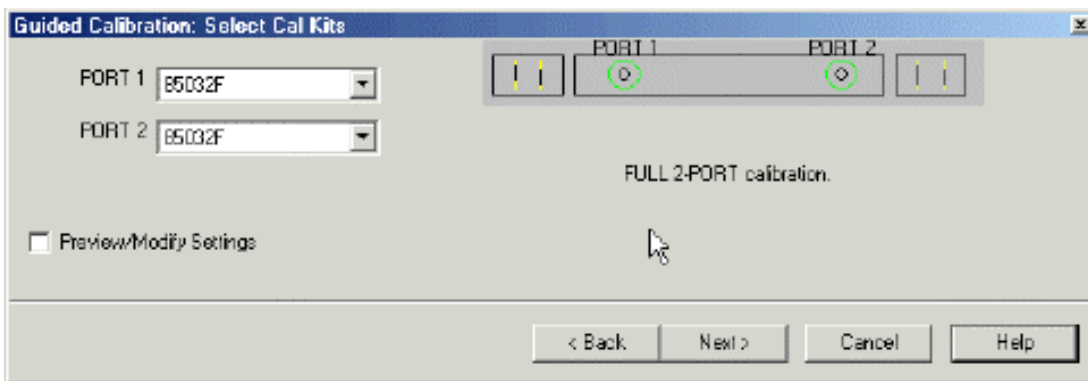 Guided Calibration: Select Cal Kits
PORT 1 85032F
PORT 2 85032F
PORT 1 PORT 2
FULL 2-PORT calibration.
Preview/Modify Settings
< Back Next > Cancel Help